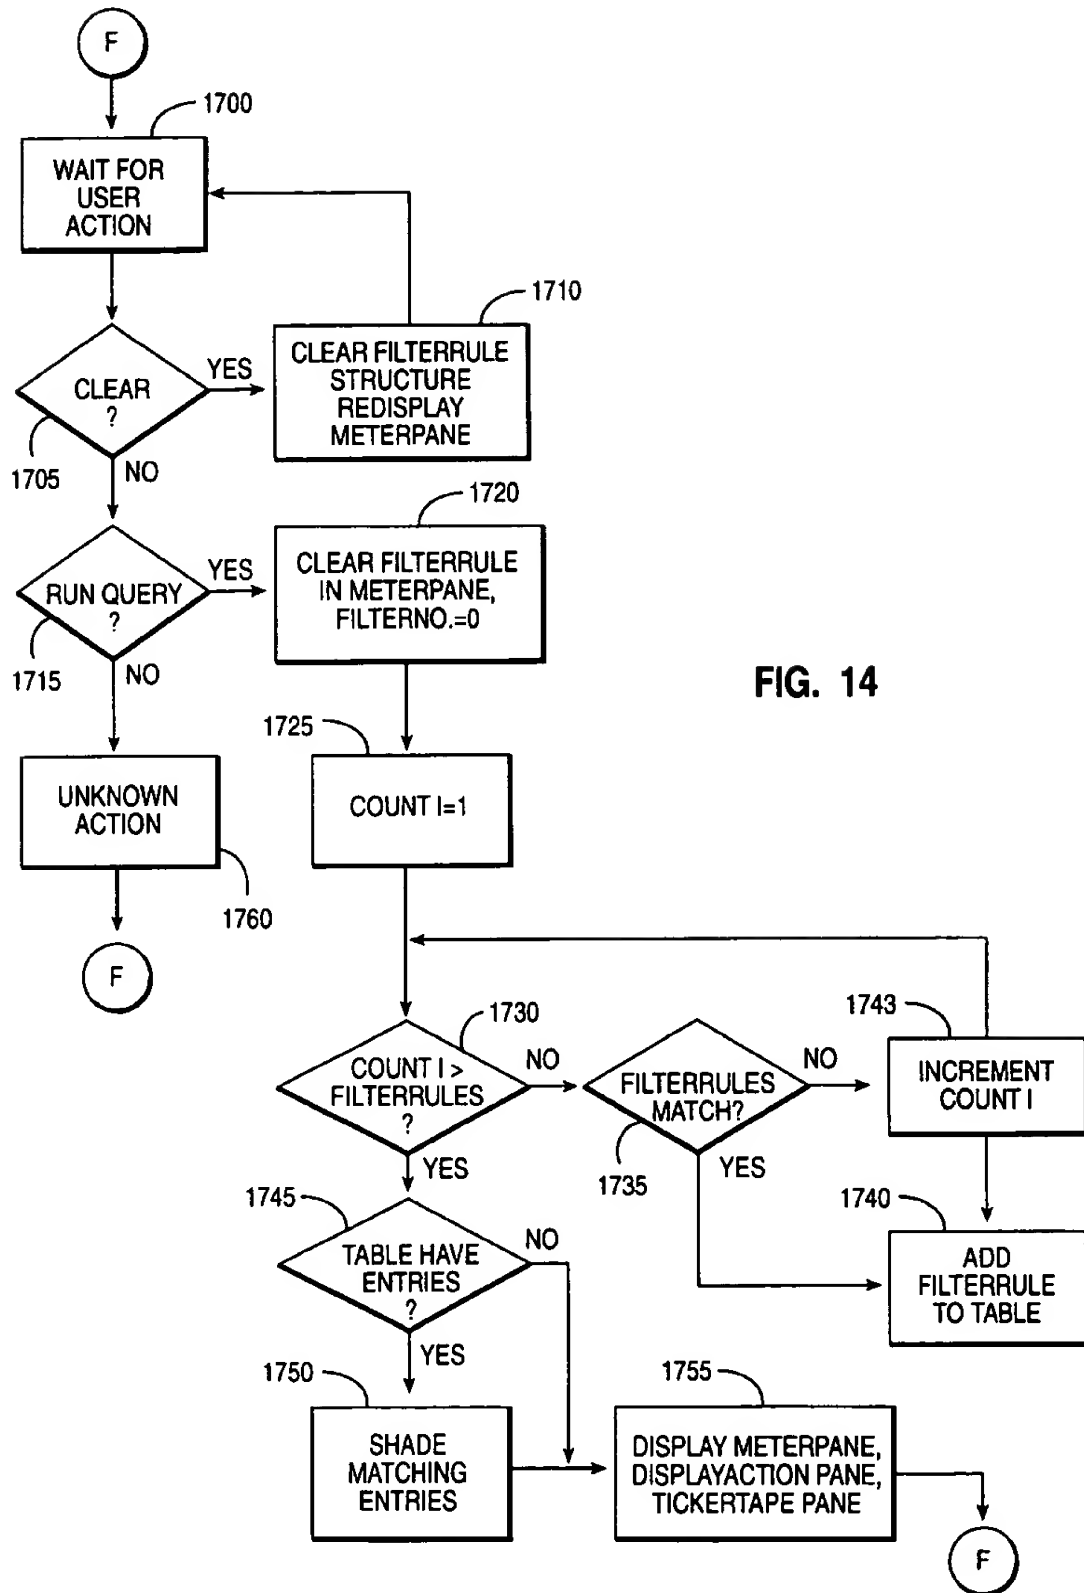 F
1700
WAIT FOR
USER
ACTION
1710
CLEAR
?
YES
CLEAR FILTERRULE
STRUCTURE
REDISPLAY
METERPANE
1705
NO
1720
RUN QUERY
?
YES
CLEAR FILTERRULE
IN METERPANE,
FILTERNO.=0
1715
NO
FIG. 14
1725
UNKNOWN
ACTION
COUNT I=1
1760
F
1730
1743
COUNT I >
FILTERRULES
?
NO
FILTERRULES
MATCH?
NO
INCREMENT
COUNT I
YES
1735
YES
1745
1740
TABLE HAVE
ENTRIES
?
NO
ADD
FILTERRULE
TO TABLE
YES
1750
1755
SHADE
MATCHING
ENTRIES
DISPLAY METERPANE,
DISPLAYACTION PANE,
TICKERTAPE PANE
F